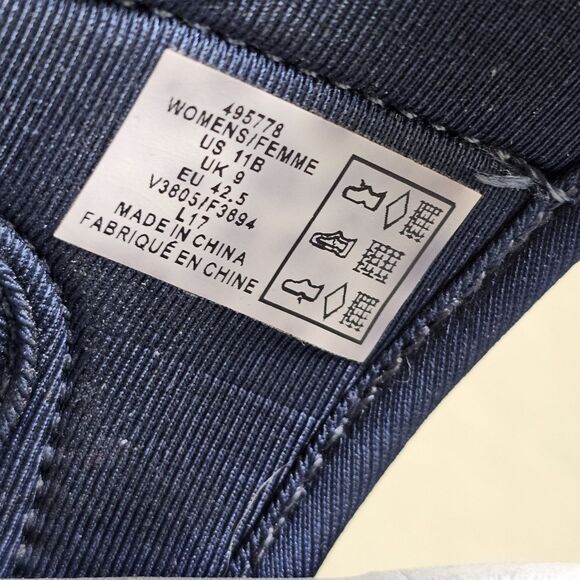 495778
WOMENS/FEMME
US 11B
UK 9
EU 42.5
V3805/F3894
L17
MADE IN CHINA
FABRIQUÉ EN CHINE